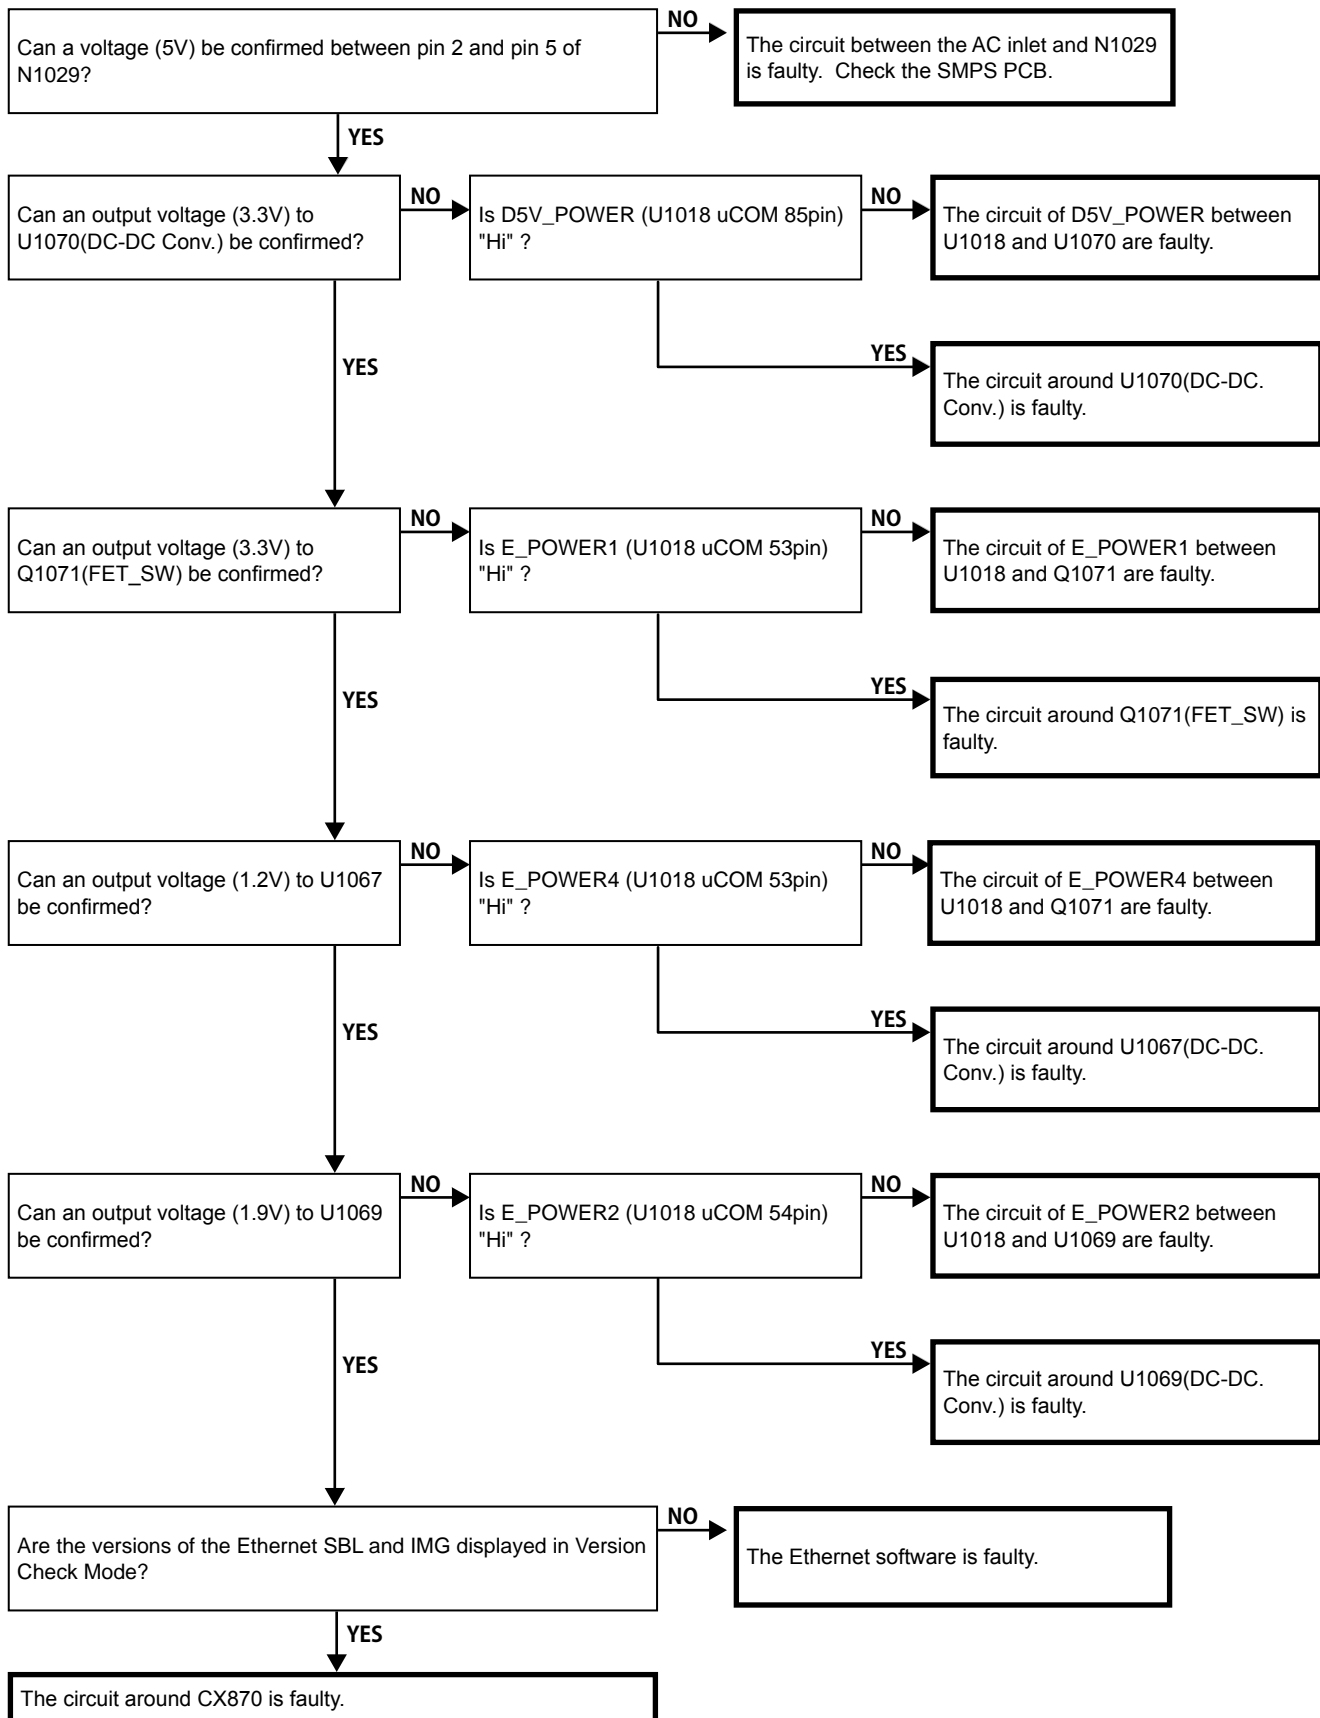 Can a voltage (5V) be confirmed between pin 2 and pin 5 of
N1029?
NO
The circuit between the AC inlet and N1029
is faulty.  Check the SMPS PCB.
YES
Can an output voltage (3.3V) to
U1070(DC-DC Conv.) be confirmed?
NO
Is D5V_POWER (U1018 uCOM 85pin)
"Hi" ?
NO
The circuit of D5V_POWER between
U1018 and U1070 are faulty.
YES
The circuit around U1070(DC-DC.
Conv.) is faulty.
YES
Can an output voltage (3.3V) to
Q1071(FET_SW) be confirmed?
NO
Is E_POWER1 (U1018 uCOM 53pin)
"Hi" ?
NO
The circuit of E_POWER1 between
U1018 and Q1071 are faulty.
YES
The circuit around Q1071(FET_SW) is
faulty.
YES
Can an output voltage (1.2V) to U1067
be confirmed?
NO
Is E_POWER4 (U1018 uCOM 53pin)
"Hi" ?
NO
The circuit of E_POWER4 between
U1018 and Q1071 are faulty.
YES
The circuit around U1067(DC-DC.
Conv.) is faulty.
YES
Can an output voltage (1.9V) to U1069
be confirmed?
NO
Is E_POWER2 (U1018 uCOM 54pin)
"Hi" ?
NO
The circuit of E_POWER2 between
U1018 and U1069 are faulty.
YES
The circuit around U1069(DC-DC.
Conv.) is faulty.
YES
Are the versions of the Ethernet SBL and IMG displayed in Version
Check Mode?
NO
The Ethernet software is faulty.
YES
The circuit around CX870 is faulty.